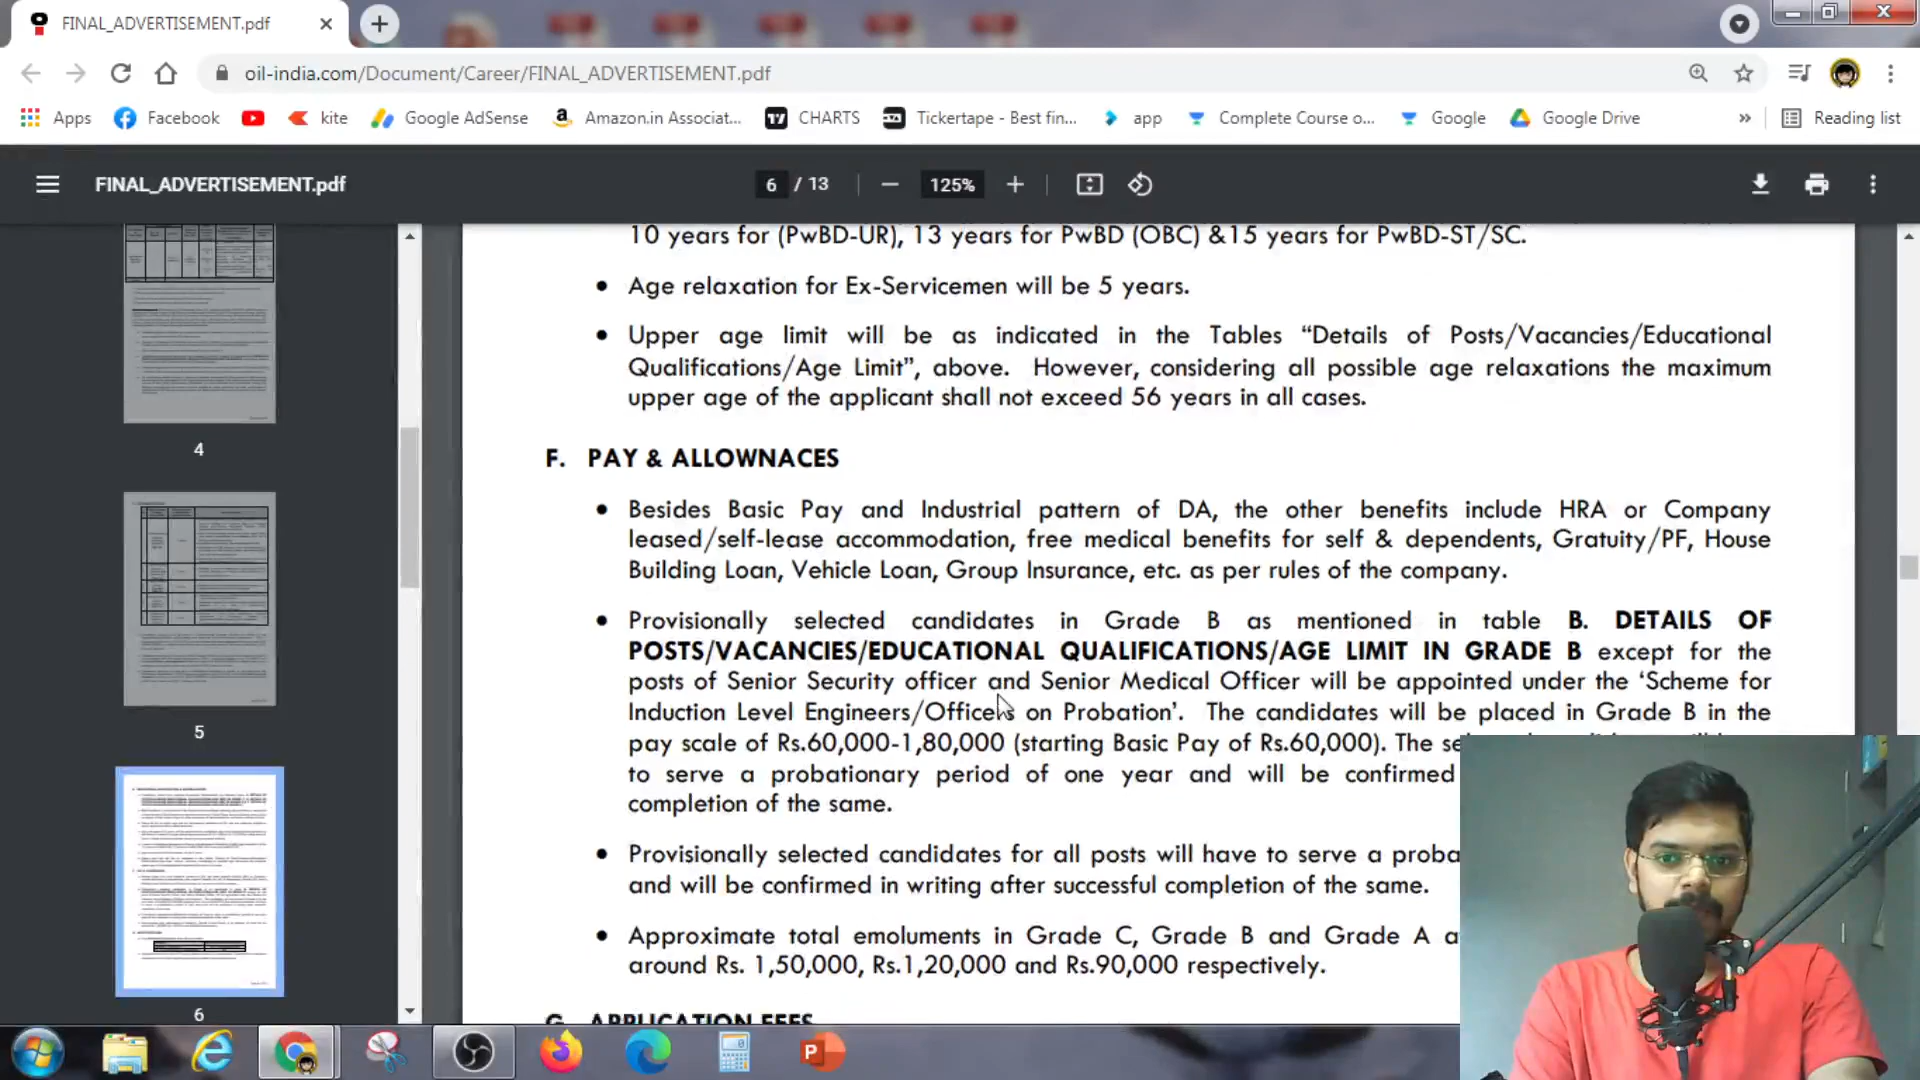 FINAL_ADVERTISEMENT.pdf
oil-india.com/Document/Career/FINAL_ADVERTISEMENT.pdf
Apps Facebook kite Google AdSense Amazon.in Associat... CHARTS Tickertape - Best fin... app Complete Course o... Google Google Drive » Reading list
FINAL_ADVERTISEMENT.pdf 6 / 13 125%
4
5
6
10 years for (PwBD-UR), 13 years for PwBD (OBC) &15 years for PwBD-ST/SC.
• Age relaxation for Ex-Servicemen will be 5 years.
• Upper age limit will be as indicated in the Tables “Details of Posts/Vacancies/Educational
Qualifications/Age Limit”, above. However, considering all possible age relaxations the maximum
upper age of the applicant shall not exceed 56 years in all cases.
F. PAY & ALLOWNACES
• Besides Basic Pay and Industrial pattern of DA, the other benefits include HRA or Company
leased/self-lease accommodation, free medical benefits for self & dependents, Gratuity/PF, House
Building Loan, Vehicle Loan, Group Insurance, etc. as per rules of the company.
• Provisionally selected candidates in Grade B as mentioned in table B. DETAILS OF
POSTS/VACANCIES/EDUCATIONAL QUALIFICATIONS/AGE LIMIT IN GRADE B except for the
posts of Senior Security officer and Senior Medical Officer will be appointed under the ‘Scheme for
Induction Level Engineers/Officers on Probation’. The candidates will be placed in Grade B in the
pay scale of Rs.60,000-1,80,000 (starting Basic Pay of Rs.60,000). The
to serve a probationary period of one year and will be confirmed
completion of the same.
• Provisionally selected candidates for all posts will have to serve a proba
and will be confirmed in writing after successful completion of the same.
• Approximate total emoluments in Grade C, Grade B and Grade A a
around Rs. 1,50,000, Rs.1,20,000 and Rs.90,000 respectively.
G. APPLICATION FEES